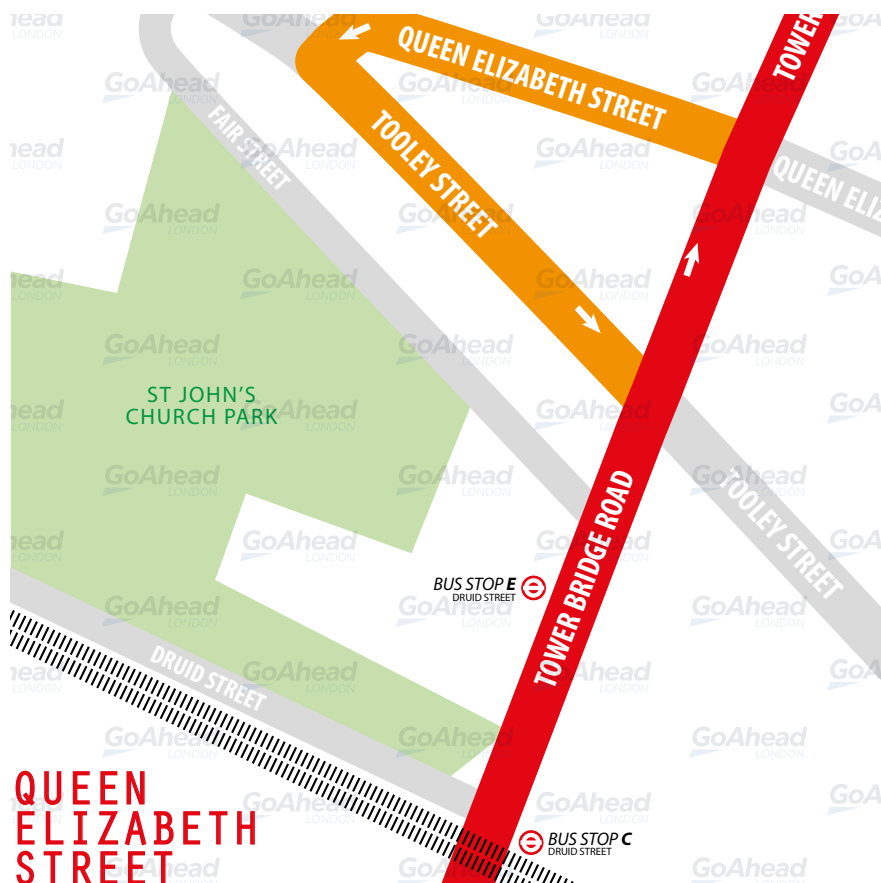 QUEEN ELIZABETH STREET
TOWER
FAIR STREET
TOOLEY STREET
QUEEN ELIZ
ST JOHN'S
CHURCH PARK
TOOLEY STREET
TOWER BRIDGE ROAD
BUS STOP E
DRUID STREET
DRUID STREET
QUEEN
ELIZABETH
STREET
BUS STOP C
DRUID STREET
GoAhead
LONDON